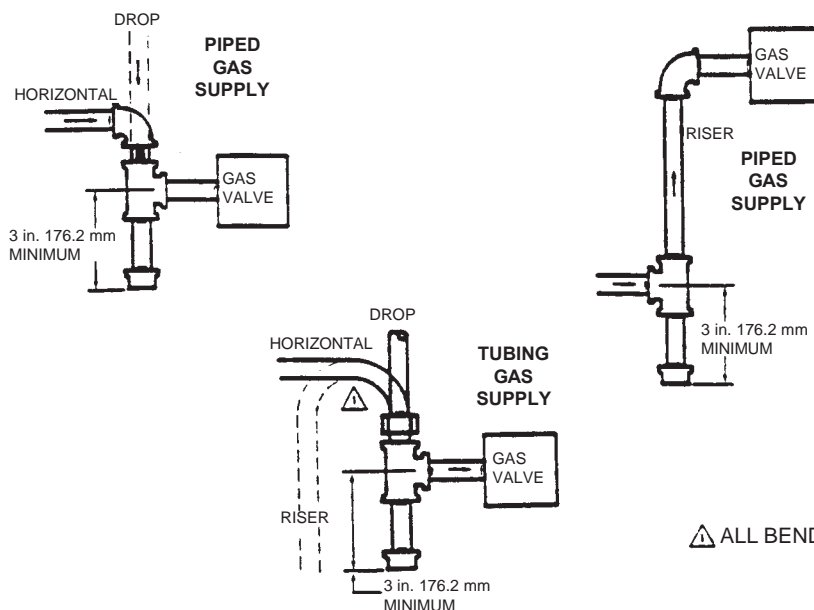 DROP
PIPED
GAS
SUPPLY
HORIZONTAL
GAS
VALVE
3 in. 176.2 mm
MINIMUM
GAS
VALVE
RISER
PIPED
GAS
SUPPLY
3 in. 176.2 mm
MINIMUM
DROP
HORIZONTAL
TUBING
GAS
SUPPLY
1
GAS
VALVE
RISER
3 in. 176.2 mm
MINIMUM
1 ALL BEND